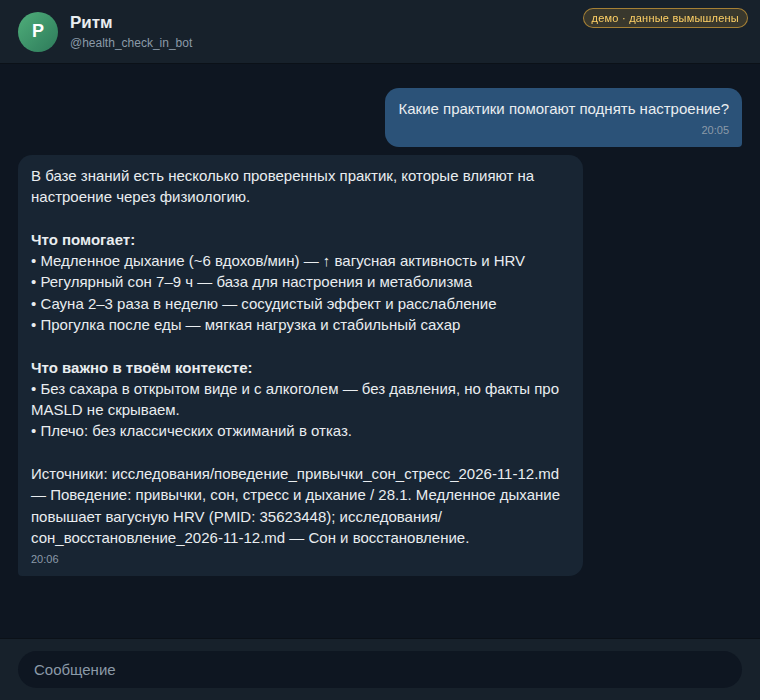 Р
Ритм
@health_check_in_bot
демо · данные вымышлены
Какие практики помогают поднять настроение?
20:05
В базе знаний есть несколько проверенных практик, которые влияют на
настроение через физиологию.
Что помогает:
• Медленное дыхание (~6 вдохов/мин) — ↑ вагусная активность и HRV
• Регулярный сон 7–9 ч — база для настроения и метаболизма
• Сауна 2–3 раза в неделю — сосудистый эффект и расслабление
• Прогулка после еды — мягкая нагрузка и стабильный сахар
Что важно в твоём контексте:
• Без сахара в открытом виде и с алкоголем — без давления, но факты про
MASLD не скрываем.
• Плечо: без классических отжиманий в отказ.
Источники: исследования/поведение_привычки_сон_стресс_2026-11-12.md
— Поведение: привычки, сон, стресс и дыхание / 28.1. Медленное дыхание
повышает вагусную HRV (PMID: 35623448); исследования/
сон_восстановление_2026-11-12.md — Сон и восстановление.
20:06
Сообщение